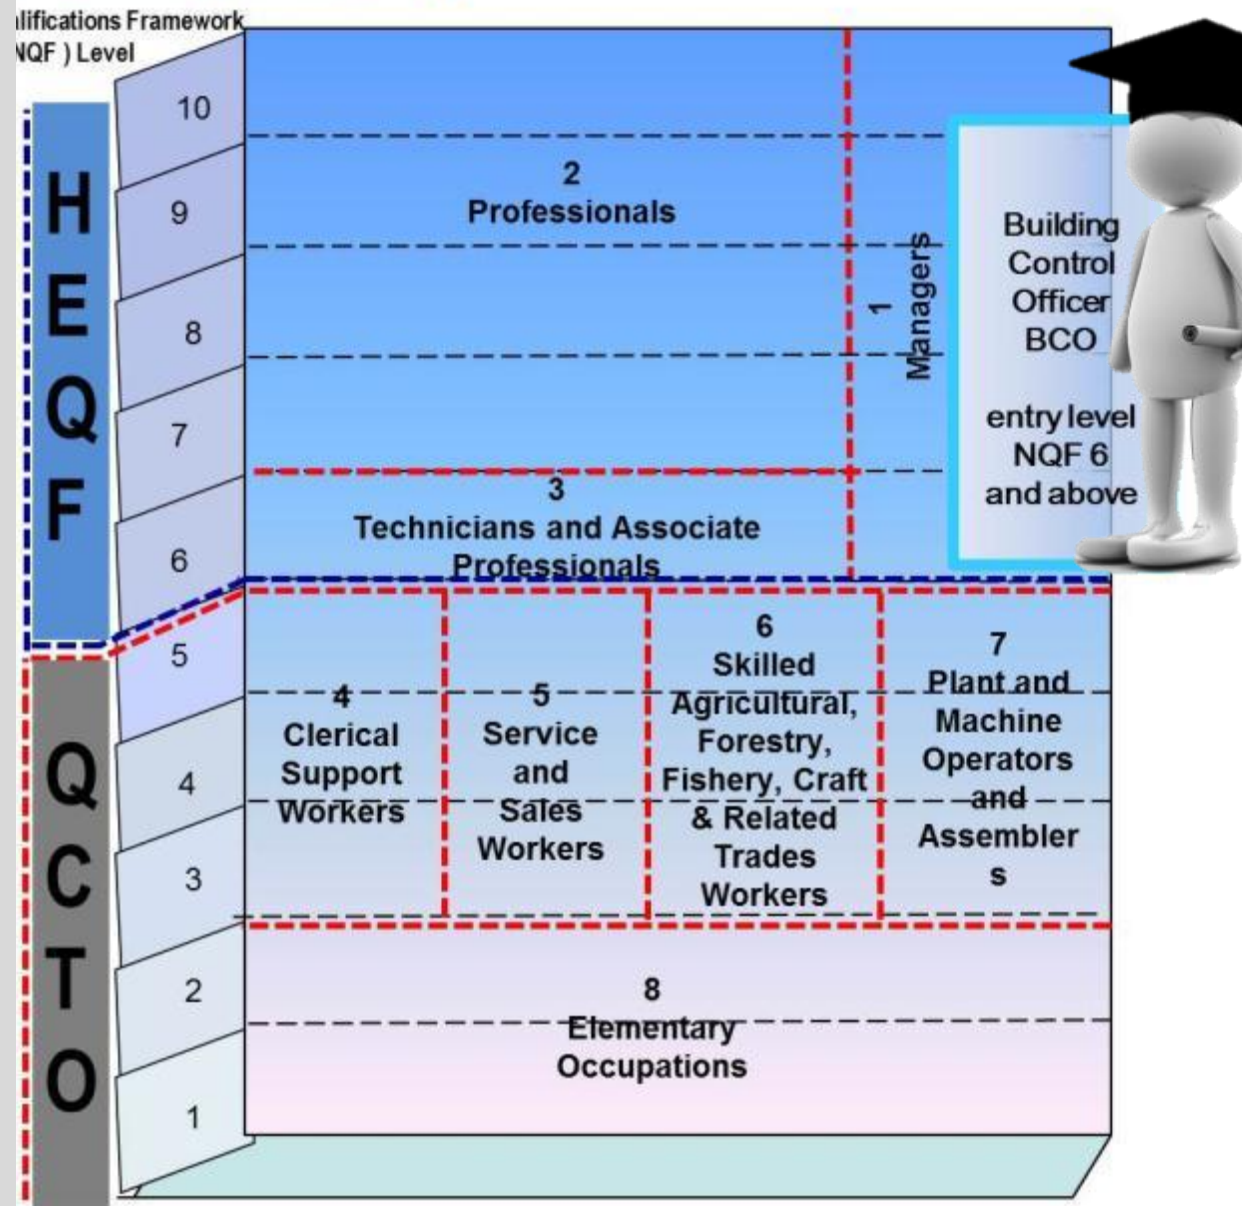 alifications Framework
NQF ) Level
H
E
Q
F
Q
C
T
O
10
9
8
7
6
5
4
3
2
1
2
Professionals
1
Managers
Building
Control
Officer
BCO
entry level
NQF 6
and above
3
Technicians and Associate
Professionals
4
Clerical
Support
Workers
5
Service
and
Sales
Workers
6
Skilled
Agricultural,
Forestry,
Fishery, Craft
& Related
Trades
Workers
7
Plant and
Machine
Operators
and
Assembler
s
8
Elementary
Occupations